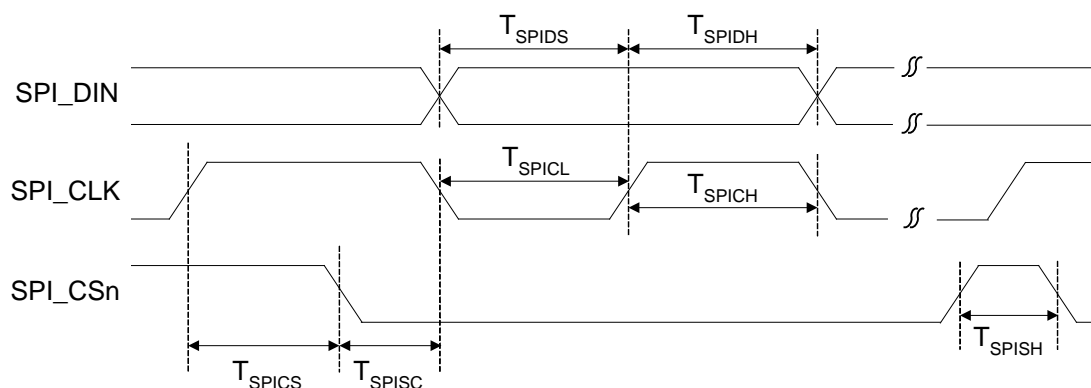 T_SPIDS T_SPIDH
SPI_DIN
T_SPICL
SPI_CLK
T_SPICH
SPI_CSn
T_SPISH
T_SPICS T_SPISC